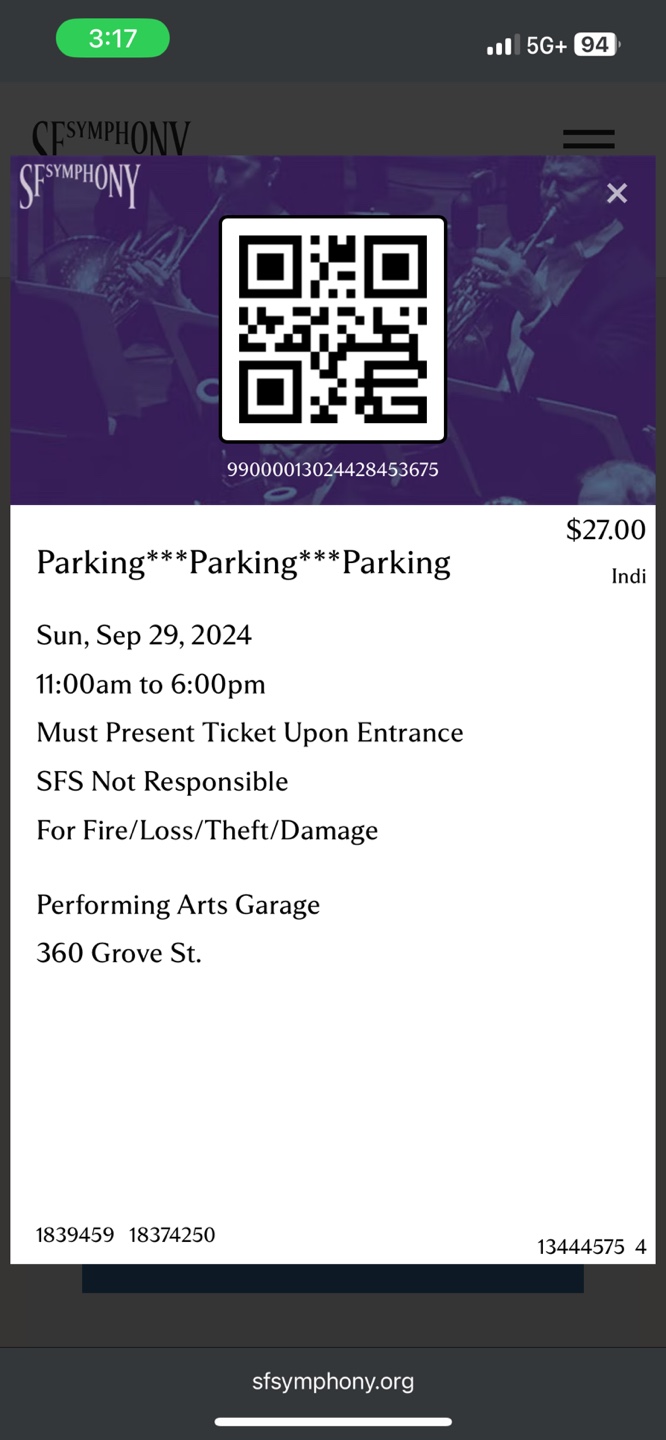 3:17
5G+ 94
SFSYMPHONY
SFSYMPHONY
99000013024428453675
$27.00
Parking***Parking***Parking
Indi
Sun, Sep 29, 2024
11:00am to 6:00pm
Must Present Ticket Upon Entrance
SFS Not Responsible
For Fire/Loss/Theft/Damage
Performing Arts Garage
360 Grove St.
1839459 18374250
13444575 4
sfsymphony.org